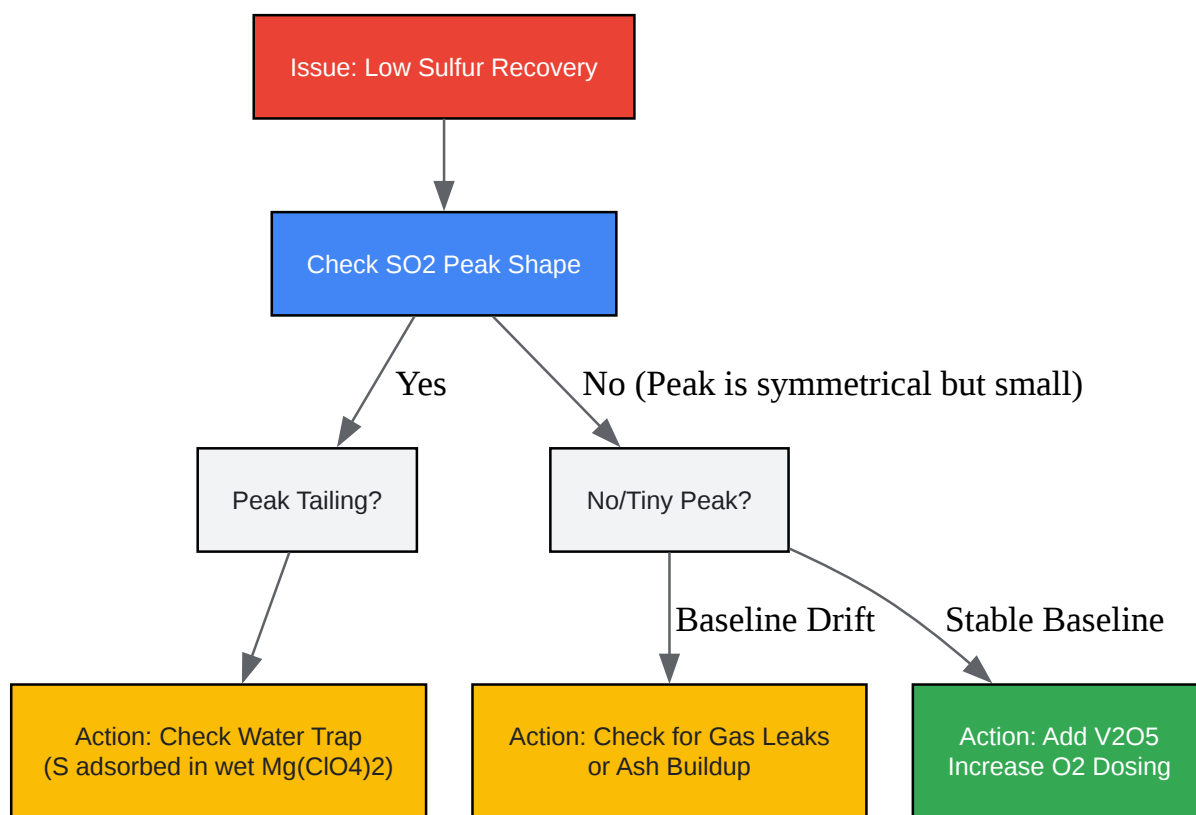 Issue: Low Sulfur Recovery
Check SO2 Peak Shape
Yes
No (Peak is symmetrical but small)
Peak Tailing?
No/Tiny Peak?
Baseline Drift
Stable Baseline
Action: Check Water Trap
(S adsorbed in wet Mg(ClO4)2)
Action: Check for Gas Leaks
or Ash Buildup
Action: Add V2O5
Increase O2 Dosing